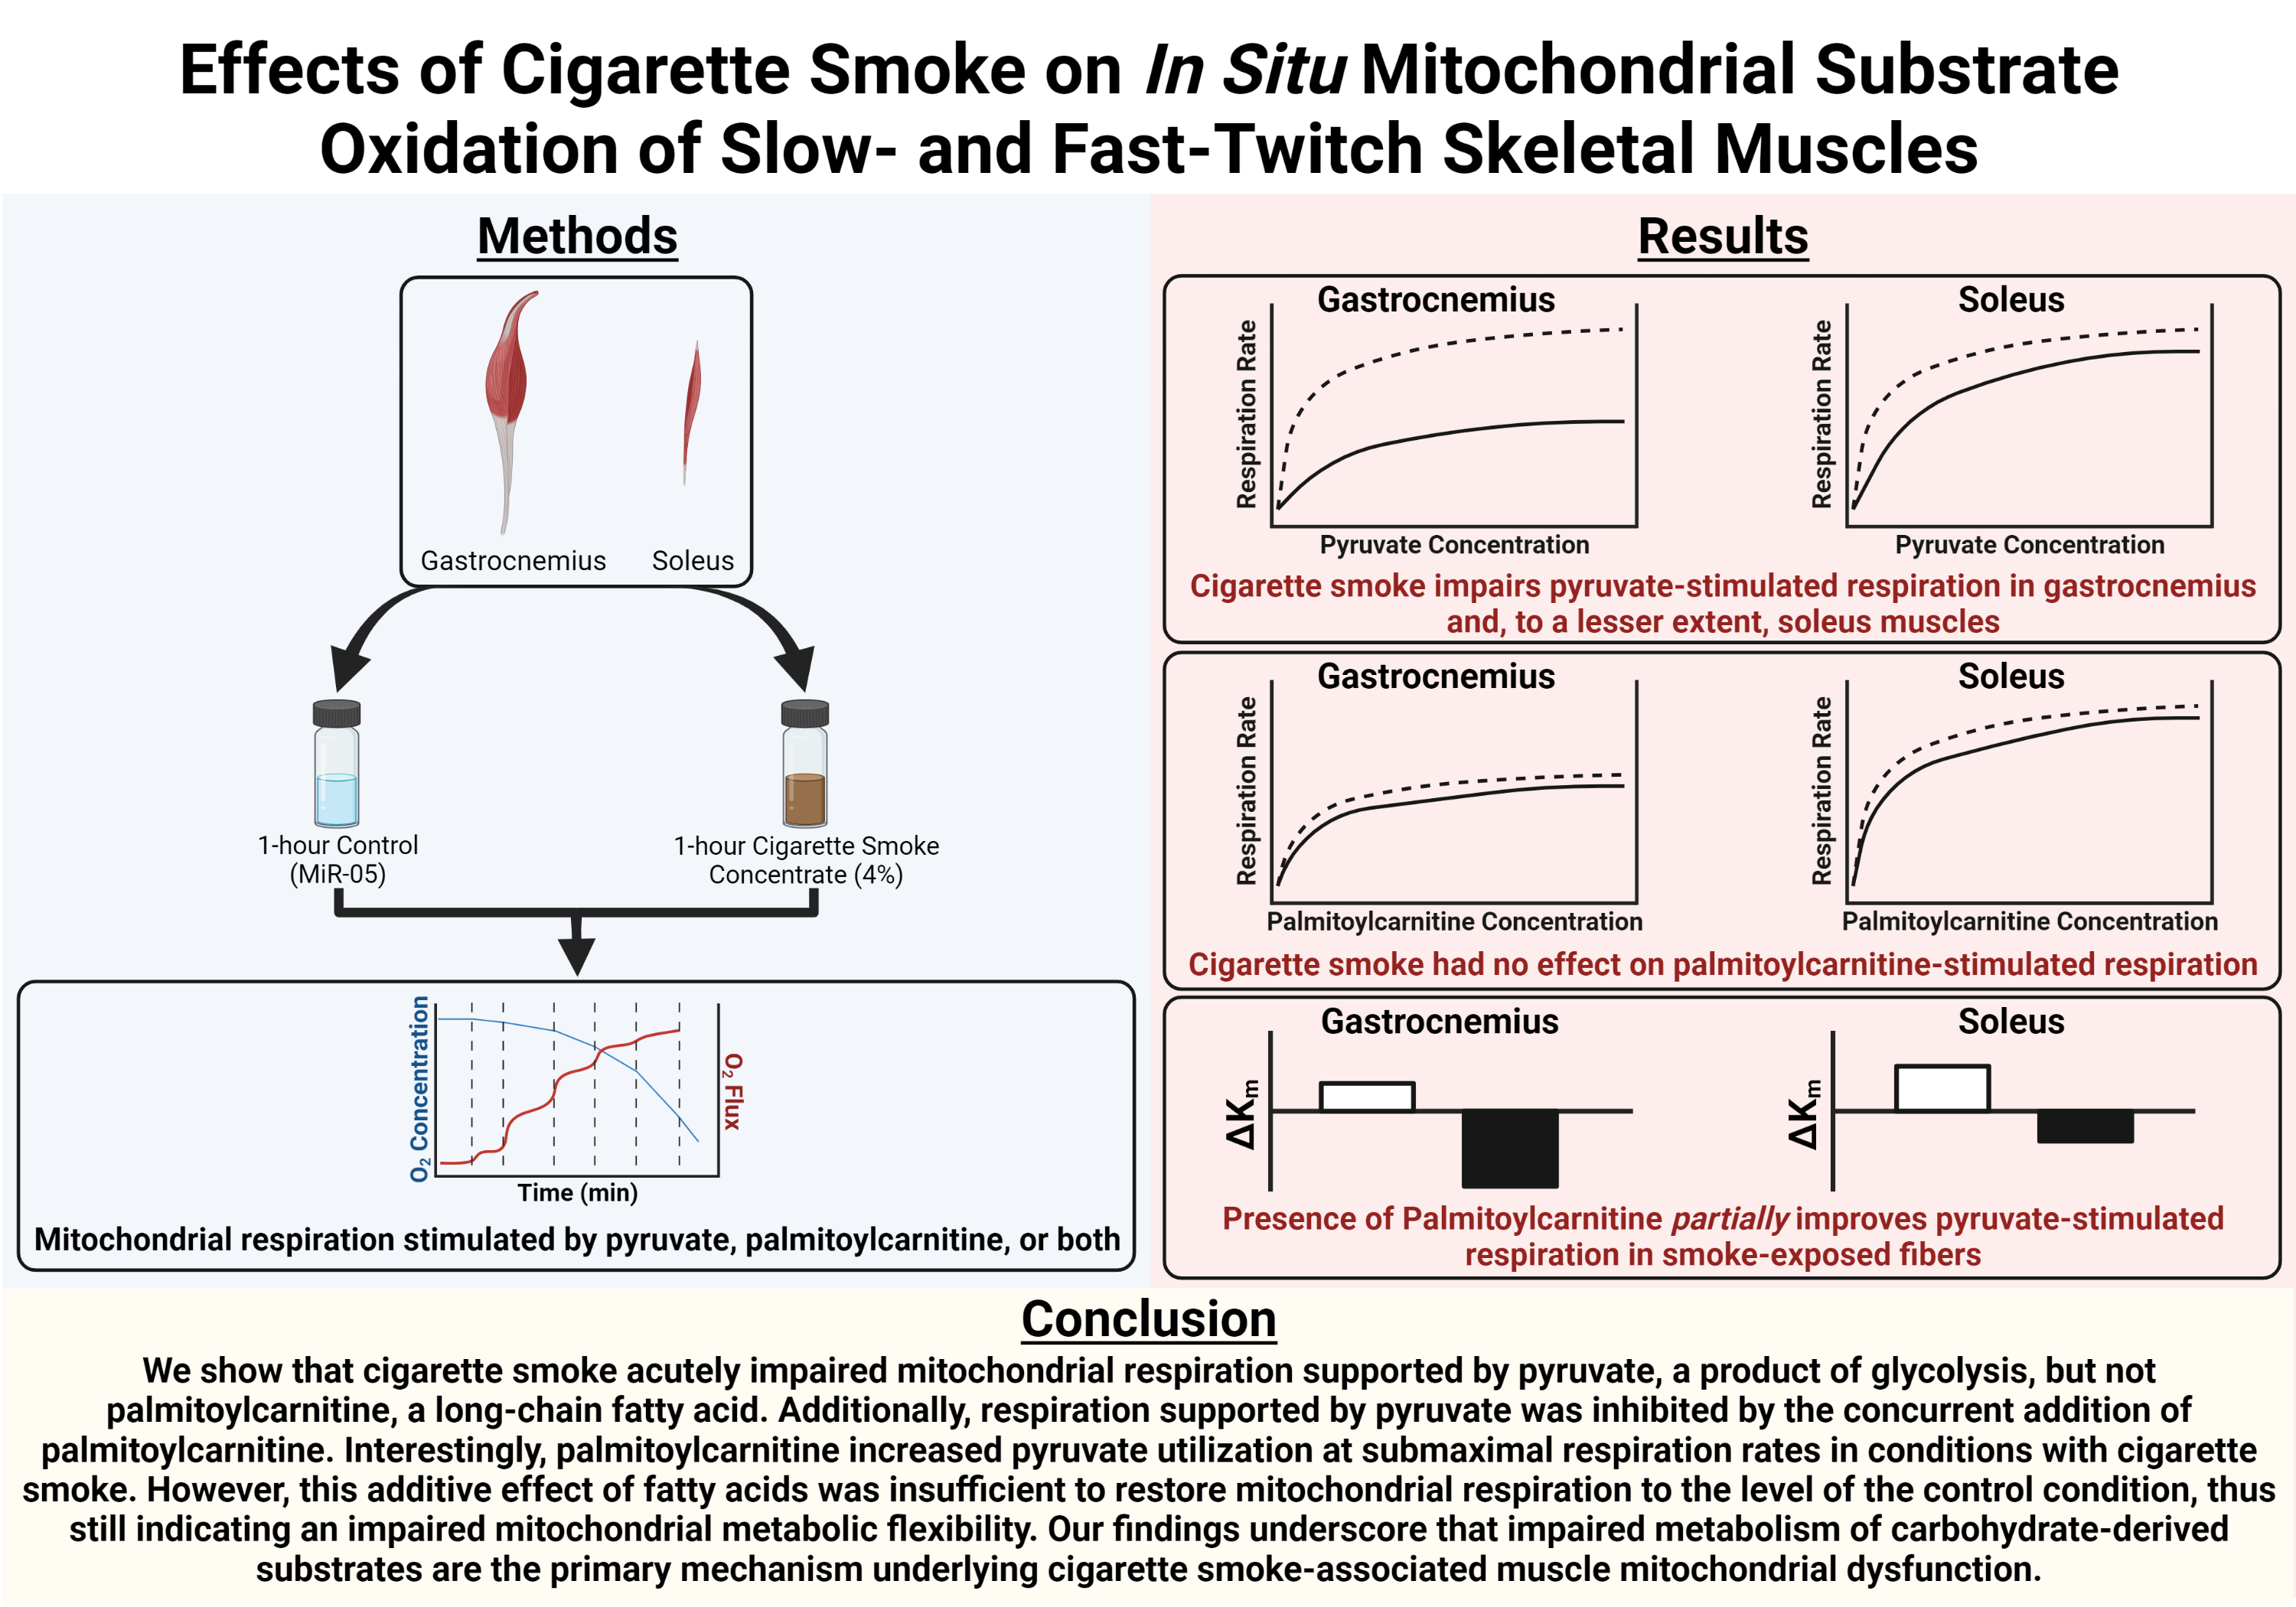 Effects of Cigarette Smoke on In Situ Mitochondrial Substrate
Oxidation of Slow- and Fast-Twitch Skeletal Muscles
Methods
Gastrocnemius
Soleus
1-hour Control
(MiR-05)
1-hour Cigarette Smoke
Concentrate (4%)
O₂ Concentration
O₂ Flux
Time (min)
Mitochondrial respiration stimulated by pyruvate, palmitoylcarnitine, or both
Results
Gastrocnemius
Respiration Rate
Pyruvate Concentration
Soleus
Respiration Rate
Pyruvate Concentration
Cigarette smoke impairs pyruvate-stimulated respiration in gastrocnemius
and, to a lesser extent, soleus muscles
Gastrocnemius
Respiration Rate
Palmitoylcarnitine Concentration
Soleus
Respiration Rate
Palmitoylcarnitine Concentration
Cigarette smoke had no effect on palmitoylcarnitine-stimulated respiration
Gastrocnemius
ΔKₘ
Soleus
ΔKₘ
Presence of Palmitoylcarnitine partially improves pyruvate-stimulated
respiration in smoke-exposed fibers
Conclusion
We show that cigarette smoke acutely impaired mitochondrial respiration supported by pyruvate, a product of glycolysis, but not
palmitoylcarnitine, a long-chain fatty acid. Additionally, respiration supported by pyruvate was inhibited by the concurrent addition of
palmitoylcarnitine. Interestingly, palmitoylcarnitine increased pyruvate utilization at submaximal respiration rates in conditions with cigarette
smoke. However, this additive effect of fatty acids was insufficient to restore mitochondrial respiration to the level of the control condition, thus
still indicating an impaired mitochondrial metabolic flexibility. Our findings underscore that impaired metabolism of carbohydrate-derived
substrates are the primary mechanism underlying cigarette smoke-associated muscle mitochondrial dysfunction.